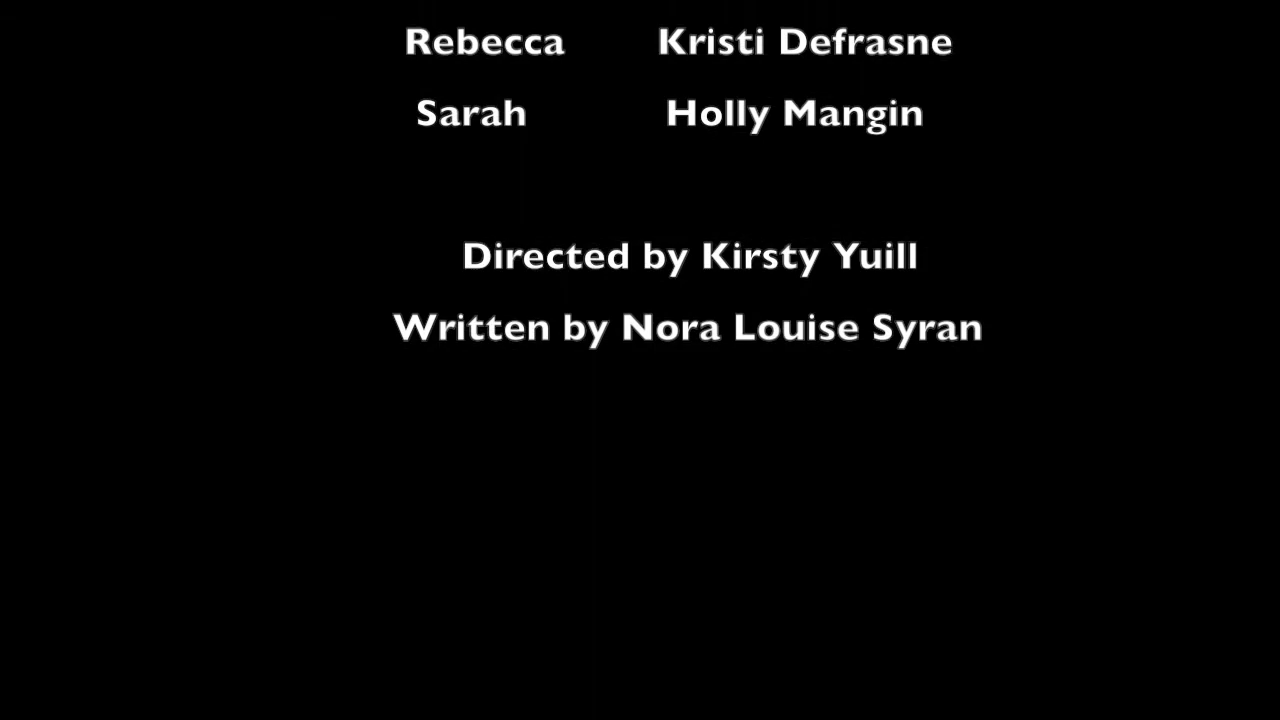 Rebecca Kristi Defrasne
Sarah Holly Mangin
Directed by Kirsty Yuill
Written by Nora Louise Syran